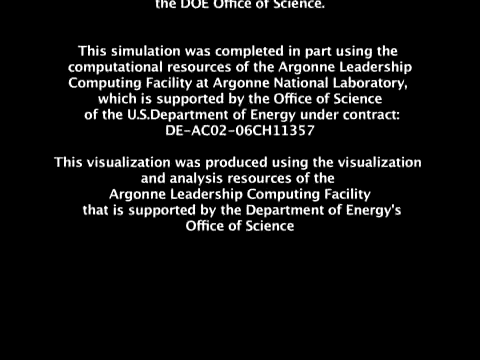 the DOE Office of Science.
This simulation was completed in part using the
computational resources of the Argonne Leadership
Computing Facility at Argonne National Laboratory,
which is supported by the Office of Science
of the U.S.Department of Energy under contract:
DE-AC02-06CH11357
This visualization was produced using the visualization
and analysis resources of the
Argonne Leadership Computing Facility
that is supported by the Department of Energy's
Office of Science